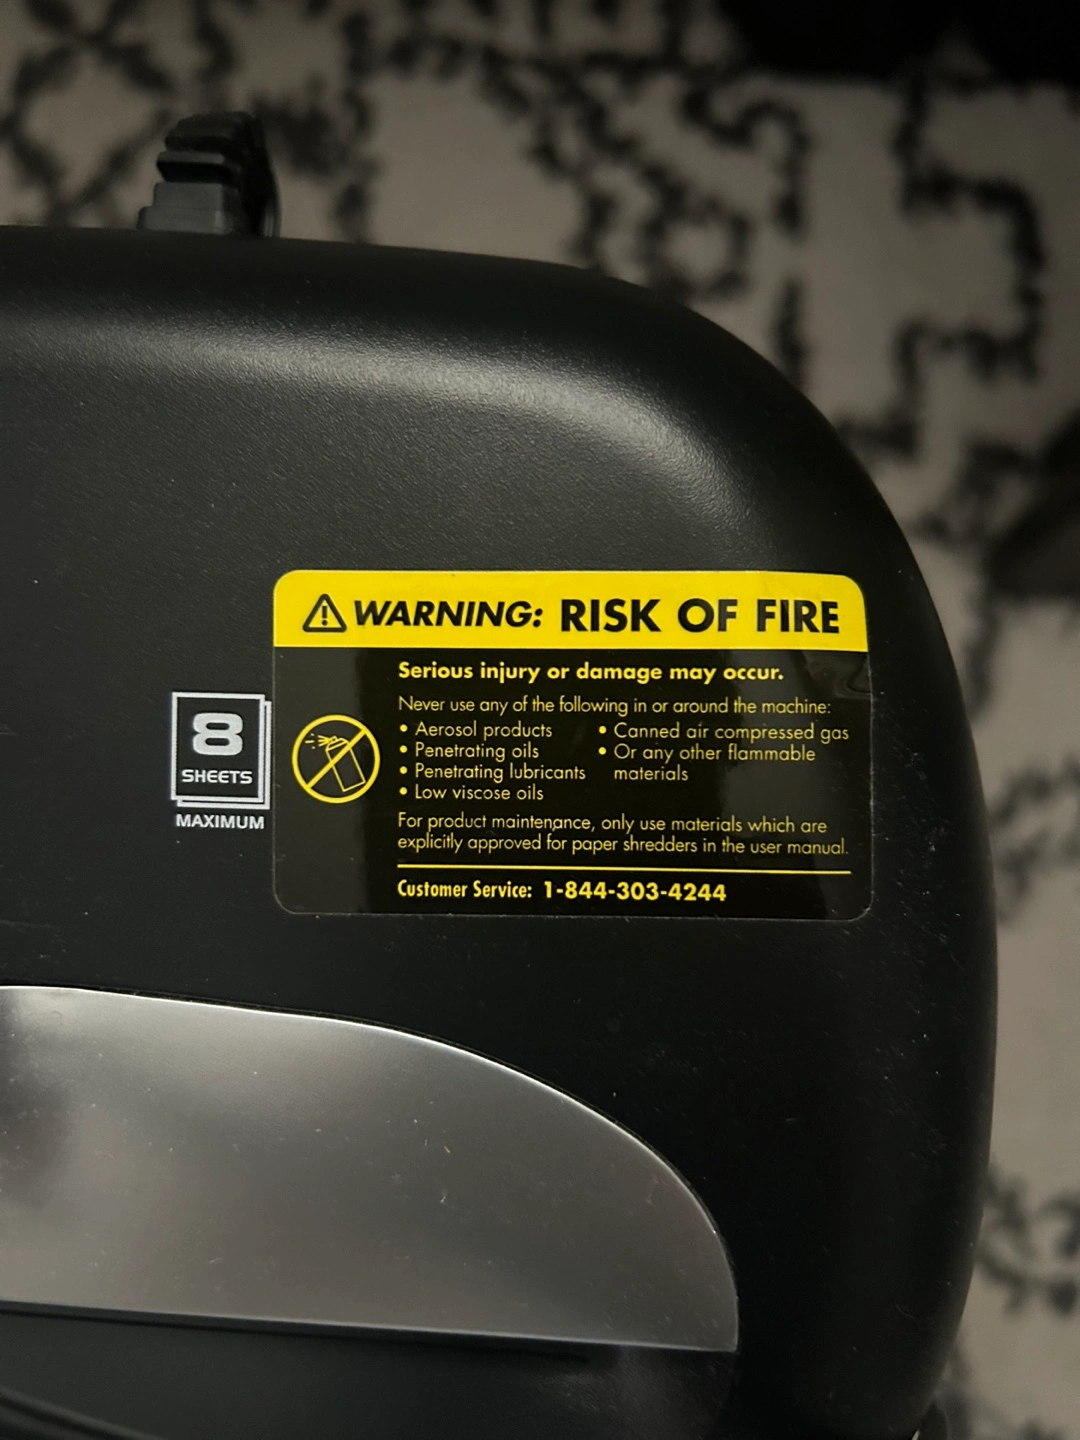 WARNING: RISK OF FIRE
Serious injury or damage may occur.
Never use any of the following in or around the machine:
• Aerosol products
• Penetrating oils
• Penetrating lubricants
• Low viscose oils
• Canned air compressed gas
• Or any other flammable
materials
For product maintenance, only use materials which are
explicitly approved for paper shredders in the user manual.
Customer Service: 1-844-303-4244
8
SHEETS
MAXIMUM